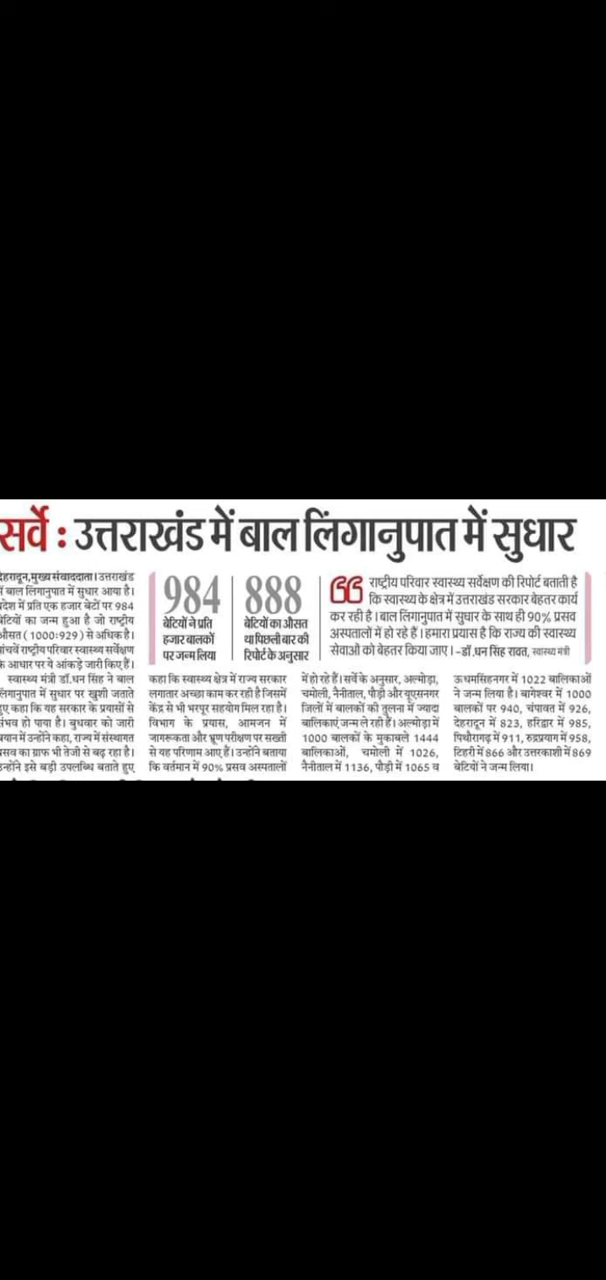 सर्वे : उत्तराखंड में बाल लिंगानुपात में सुधार
देहरादून, मुख्य संवाददाता। उत्तराखंड
में बाल लिंगानुपात में सुधार आया है।
प्रदेश में प्रति एक हजार बेटों पर 984
बेटियों का जन्म हुआ है जो राष्ट्रीय
औसत (1000:929) से अधिक है।
पांचवें राष्ट्रीय परिवार स्वास्थ्य सर्वेक्षण
के आधार पर ये आंकड़े जारी किए हैं।
स्वास्थ्य मंत्री डॉ.धन सिंह ने बाल
लिंगानुपात में सुधार पर खुशी जताते
हुए कहा कि यह सरकार के प्रयासों से
संभव हो पाया है। बुधवार को जारी
बयान में उन्होंने कहा, राज्य में संस्थागत
प्रसव का ग्राफ भी तेजी से बढ़ रहा है।
उन्होंने इसे बड़ी उपलब्धि बताते हुए
984
बेटियों ने प्रति
हजार बालकों
पर जन्म लिया
888
बेटियों का औसत
था पिछली बार की
रिपोर्ट के अनुसार
राष्ट्रीय परिवार स्वास्थ्य सर्वेक्षण की रिपोर्ट बताती है
कि स्वास्थ्य के क्षेत्र में उत्तराखंड सरकार बेहतर कार्य
कर रही है। बाल लिंगानुपात में सुधार के साथ ही 90% प्रसव
अस्पतालों में हो रहे हैं। हमारा प्रयास है कि राज्य की स्वास्थ्य
सेवाओं को बेहतर किया जाए। -डॉ.धन सिंह रावत, स्वास्थ्य मंत्री
कहा कि स्वास्थ्य क्षेत्र में राज्य सरकार
लगातार अच्छा काम कर रही है जिसमें
केंद्र से भी भरपूर सहयोग मिल रहा है।
विभाग के प्रयास, आमजन में
जागरूकता और भ्रूण परीक्षण पर सख्ती
से यह परिणाम आए हैं। उन्होंने बताया
कि वर्तमान में 90% प्रसव अस्पतालों
में हो रहे हैं। सर्वे के अनुसार, अल्मोड़ा,
चमोली, नैनीताल, पौड़ी और यूएसनगर
जिलों में बालकों की तुलना में ज्यादा
बालिकाएं जन्म ले रही हैं। अल्मोड़ा में
1000 बालकों के मुकाबले 1444
बालिकाओं, चमोली में 1026,
नैनीताल में 1136, पौड़ी में 1065 व
ऊधमसिंहनगर में 1022 बालिकाओं
ने जन्म लिया है। बागेश्वर में 1000
बालकों पर 940, चंपावत में 926,
देहरादून में 823, हरिद्वार में 985,
पिथौरागढ़ में 911, रुद्रप्रयाग में 958,
टिहरी में 866 और उत्तरकाशी में 869
बेटियों ने जन्म लिया।